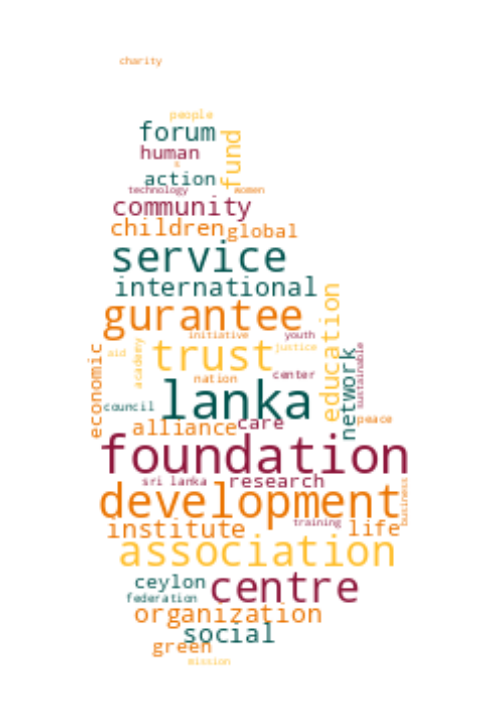 charity
people
forum
fund
human
s
action
technology
women
community
children
global
service
international
gurantee
education
initiative
youth
trust
justice
academy
aid
economic
network
sustainable
nation
center
lanka
council
peace
alliance
care
foundation
sri lanka
research
business
development
training
institute
life
association
ceylon
centre
federation
organization
social
green
mission